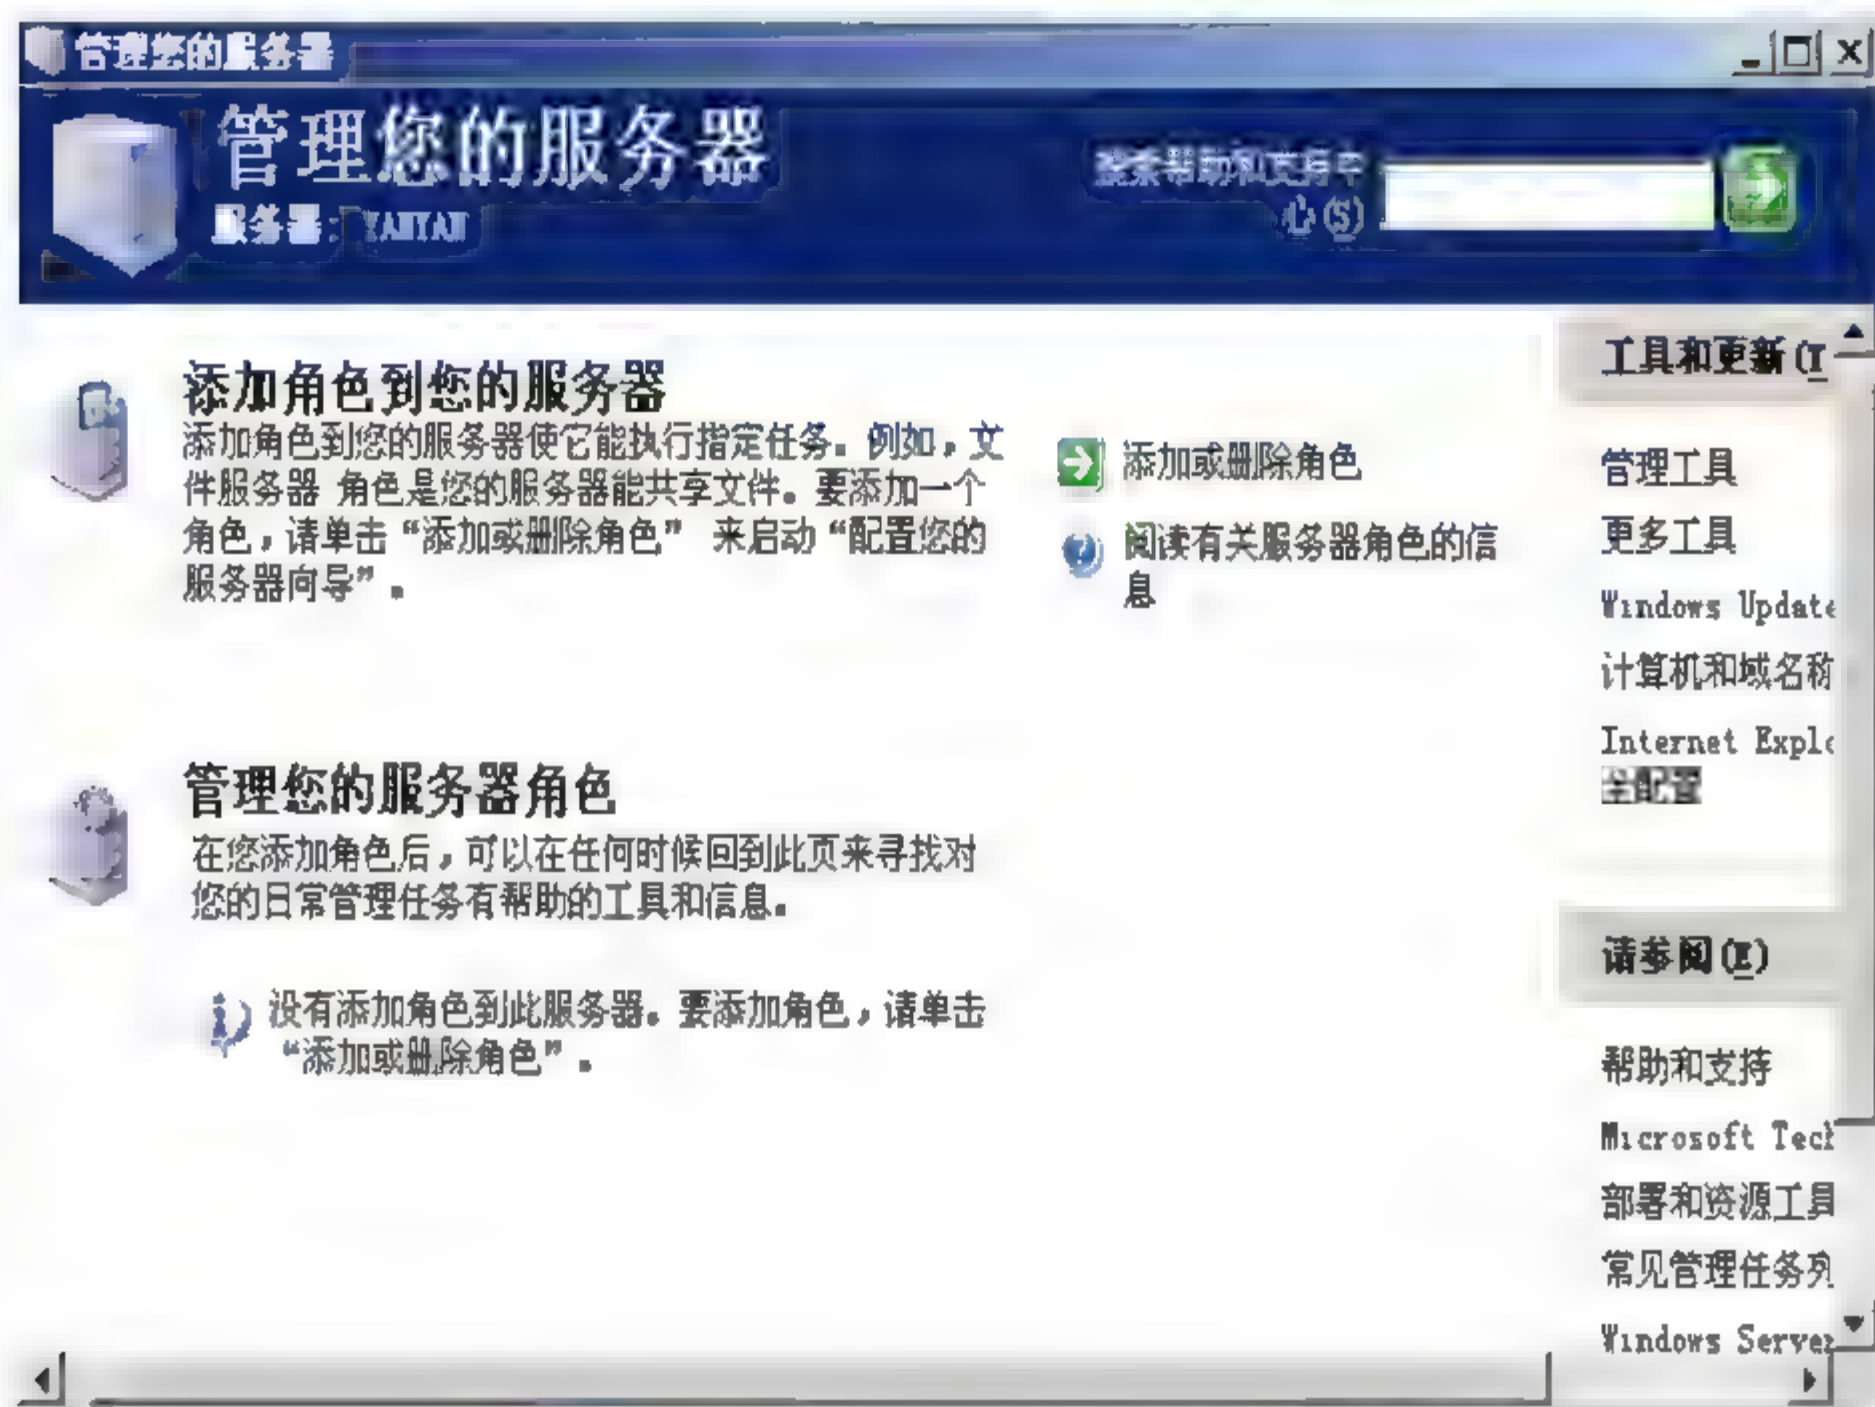 管理您的服务器
管理您的服务器
服务器: YANYAN
搜索帮助和支持中
心(S)
添加角色到您的服务器
添加角色到您的服务器使它能执行指定任务。例如，文
件服务器 角色是您的服务器能共享文件。要添加一个
角色，请单击“添加或删除角色” 来启动“配置您的
服务器向导”。
添加或删除角色
阅读有关服务器角色的信
息
管理您的服务器角色
在您添加角色后，可以在任何时候回到此页来寻找对
您的日常管理任务有帮助的工具和信息。
没有添加角色到此服务器。要添加角色，请单击
“添加或删除角色”。
工具和更新(T
管理工具
更多工具
Windows Update
计算机和域名称
Internet Explo
全配置
请参阅(E)
帮助和支持
Microsoft Tech
部署和资源工具
常见管理任务列
Windows Server